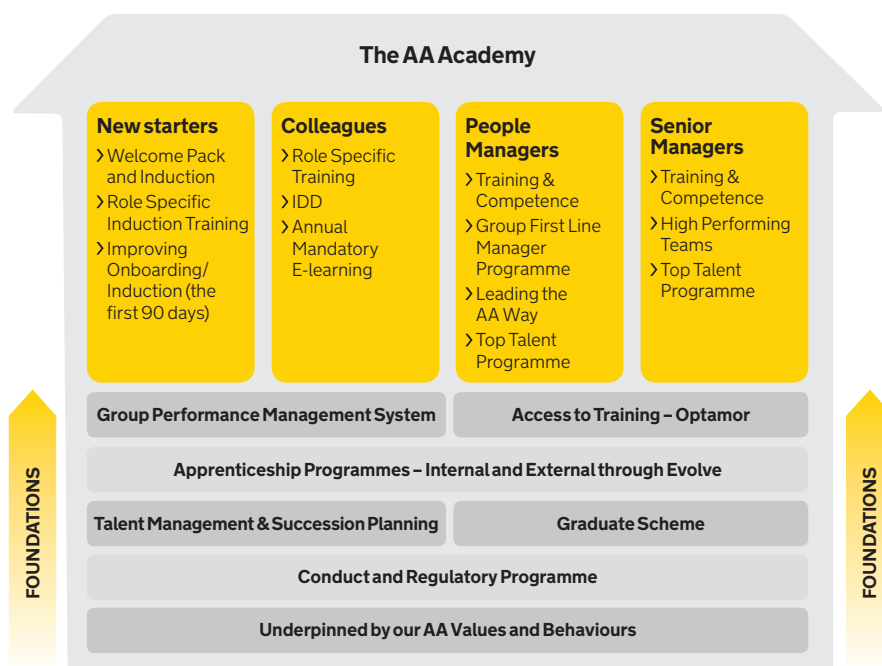 The AA Academy
New starters
› Welcome Pack
and Induction
› Role Specific
Induction Training
› Improving
Onboarding/
Induction (the
first 90 days)
Colleagues
› Role Specific
Training
› IDD
› Annual
Mandatory
E-learning
People
Managers
› Training &
Competence
› Group First Line
Manager
Programme
› Leading the
AA Way
› Top Talent
Programme
Senior
Managers
› Training &
Competence
› High Performing
Teams
› Top Talent
Programme
Group Performance Management System
Access to Training – Optamor
Apprenticeship Programmes – Internal and External through Evolve
Talent Management & Succession Planning
Graduate Scheme
Conduct and Regulatory Programme
Underpinned by our AA Values and Behaviours
FOUNDATIONS
FOUNDATIONS